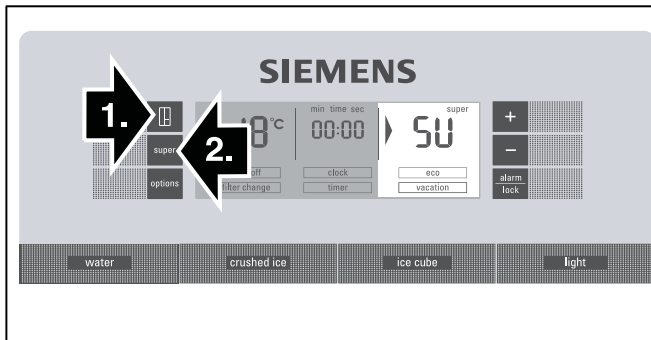 SIEMENS
1.
min time sec
super
8°C
00:00
SU
+
super
2.
−
options
off
clock
eco
alarm
lock
filter change
timer
vacation
water
crushed ice
ice cube
light